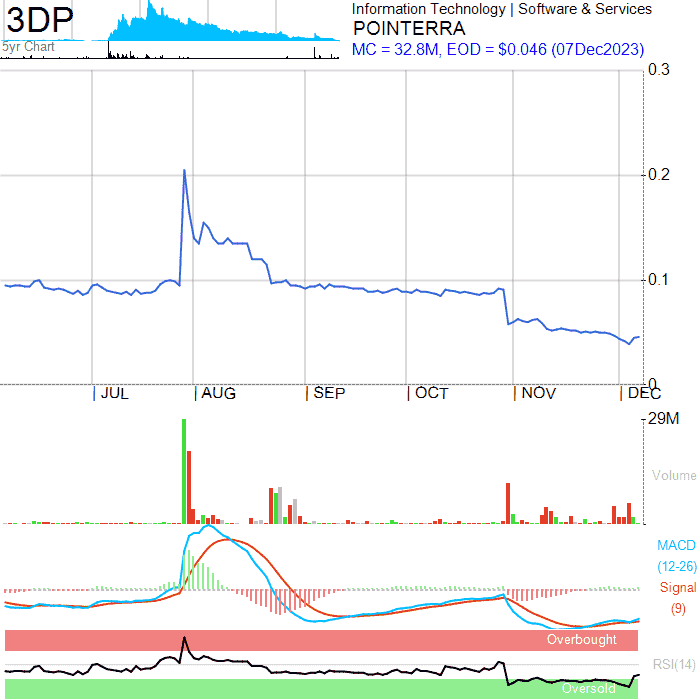 3DP
5yr Chart
Information Technology | Software & Services
POINTERRA
MC = 32.8M, EOD = $0.046 (07Dec2023)
0.3
0.2
0.1
0
JUL
AUG
SEP
OCT
NOV
DEC
29M
Volume
MACD
(12-26)
Signal
(9)
Overbought
RSI(14)
Oversold